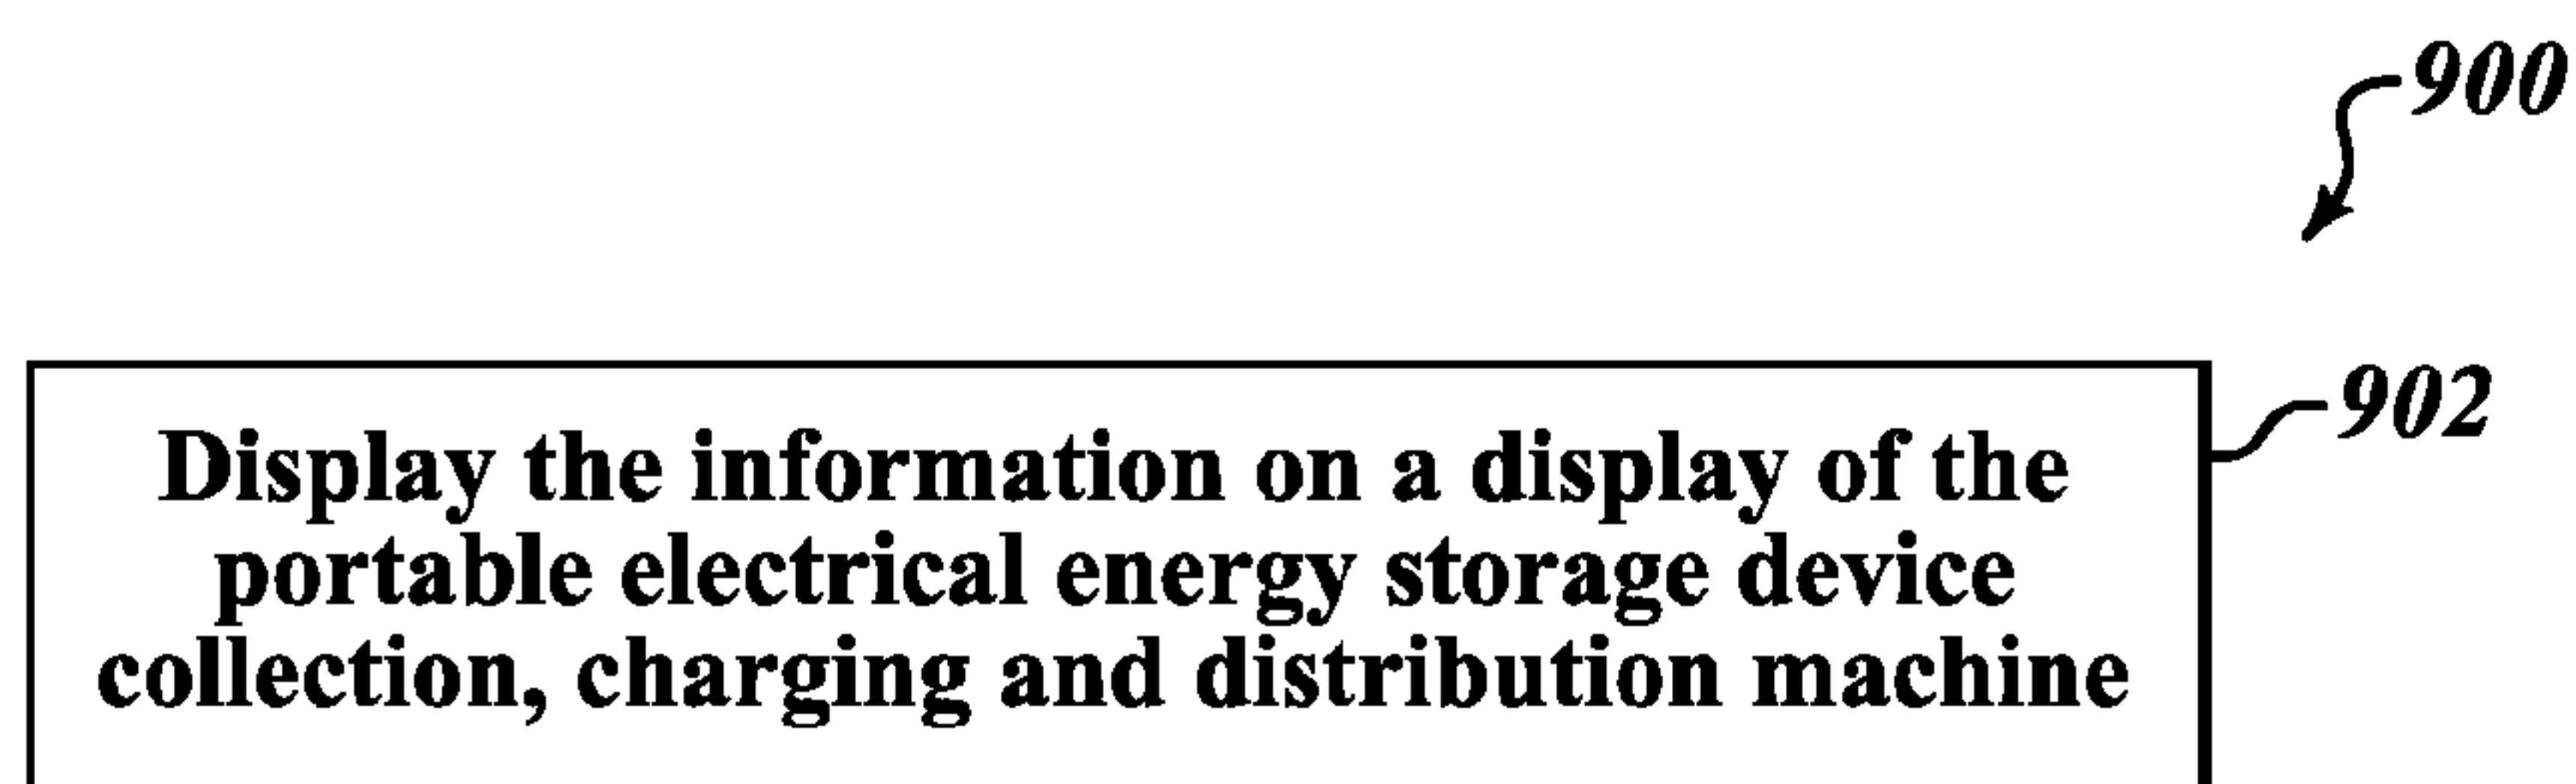 900
902
Display the information on a display of the
portable electrical energy storage device
collection, charging and distribution machine